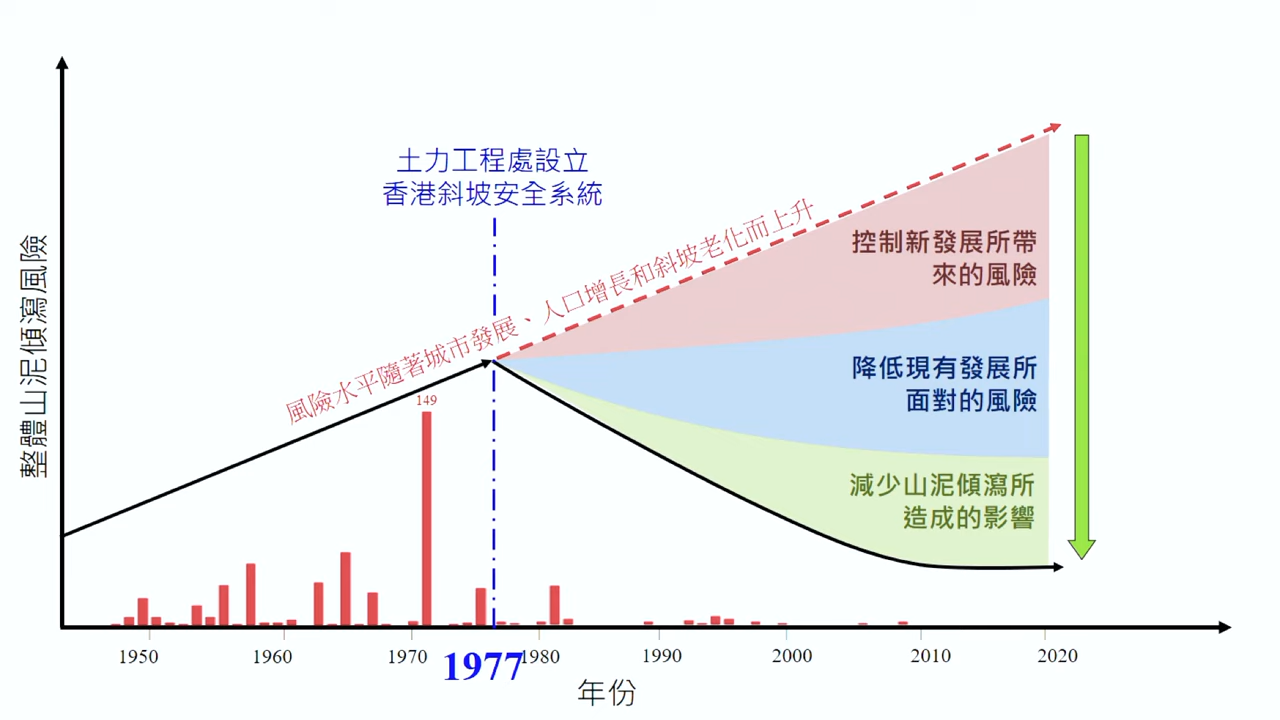 土力工程處設立
香港斜坡安全系統
整體山泥傾瀉風險
風險水平隨著城市發展、人口增長和斜坡老化而上升
149
控制新發展所帶
來的風險
降低現有發展所
面對的風險
減少山泥傾瀉所
造成的影響
1950 1960 1970 1977 1980 1990 2000 2010 2020
年份